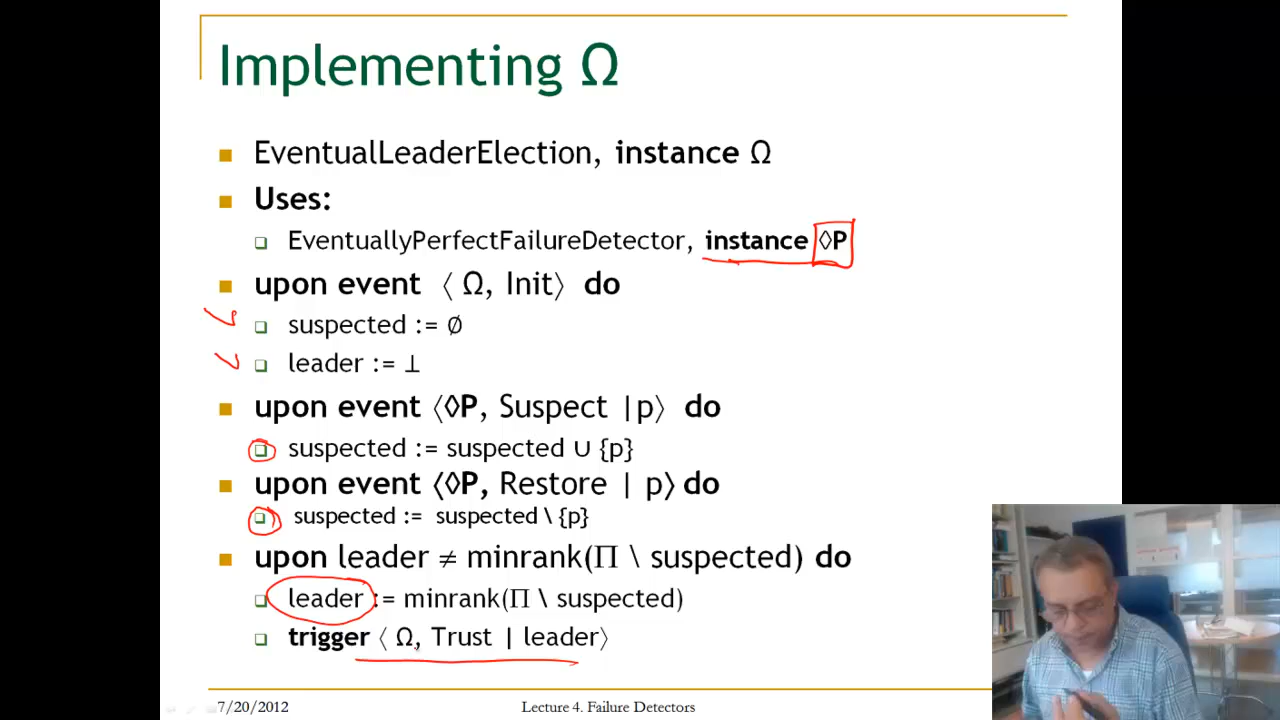 Implementing Ω
EventualLeaderElection, instance Ω
Uses:
EventuallyPerfectFailureDetector, instance ◊P
upon event ⟨ Ω, Init⟩ do
suspected := ∅
leader := ⊥
upon event ⟨◊P, Suspect |p⟩ do
suspected := suspected ∪ {p}
upon event ⟨◊P, Restore | p⟩ do
suspected := suspected \ {p}
upon leader ≠ minrank(Π \ suspected) do
leader := minrank(Π \ suspected)
trigger ⟨ Ω, Trust | leader⟩
7/20/2012
Lecture 4. Failure Detectors